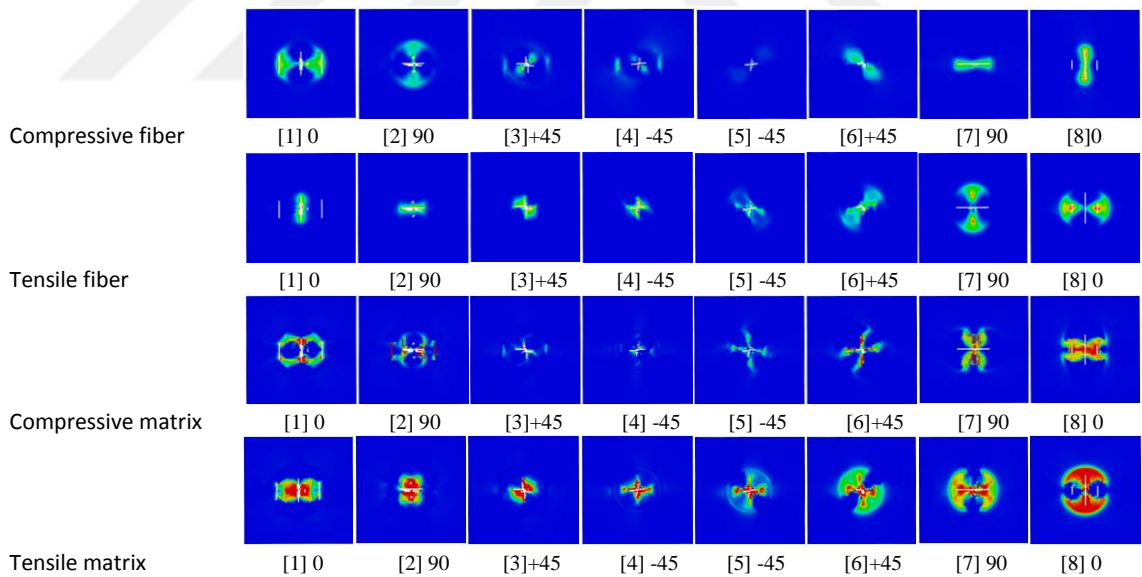 Compressive fiber [1] 0 [2] 90 [3]+45 [4] -45 [5] -45 [6]+45 [7] 90 [8]0
Tensile fiber [1] 0 [2] 90 [3]+45 [4] -45 [5] -45 [6]+45 [7] 90 [8] 0
Compressive matrix [1] 0 [2] 90 [3]+45 [4] -45 [5] -45 [6]+45 [7] 90 [8] 0
Tensile matrix [1] 0 [2] 90 [3]+45 [4] -45 [5] -45 [6]+45 [7] 90 [8] 0